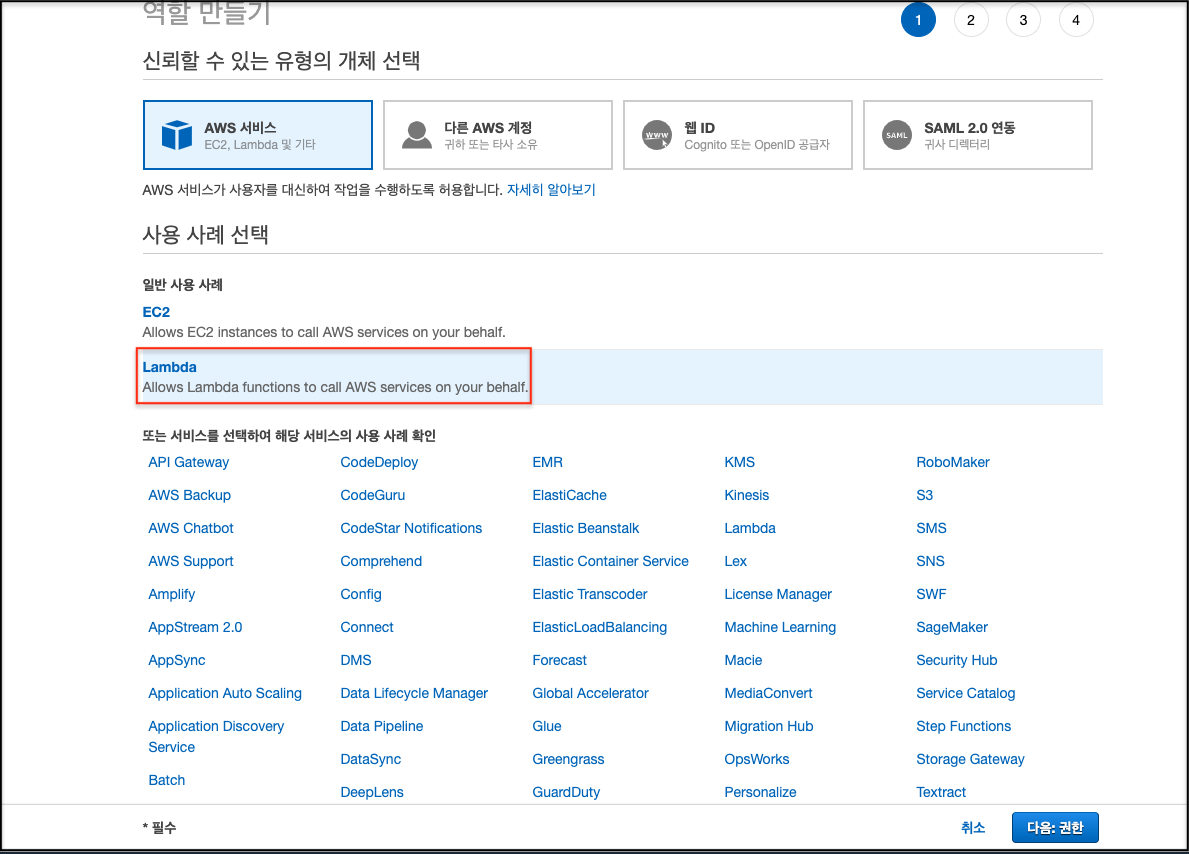 역할 만들기
1 2 3 4
신뢰할 수 있는 유형의 개체 선택
AWS 서비스
EC2, Lambda 및 기타
다른 AWS 계정
귀하 또는 타사 소유
WWW
웹 ID
Cognito 또는 OpenID 공급자
SAML
SAML 2.0 연동
귀사 디렉터리
AWS 서비스가 사용자를 대신하여 작업을 수행하도록 허용합니다. 자세히 알아보기
사용 사례 선택
일반 사용 사례
EC2
Allows EC2 instances to call AWS services on your behalf.
Lambda
Allows Lambda functions to call AWS services on your behalf.
또는 서비스를 선택하여 해당 서비스의 사용 사례 확인
API Gateway CodeDeploy EMR KMS RoboMaker
AWS Backup CodeGuru ElastiCache Kinesis S3
AWS Chatbot CodeStar Notifications Elastic Beanstalk Lambda SMS
AWS Support Comprehend Elastic Container Service Lex SNS
Amplify Config Elastic Transcoder License Manager SWF
AppStream 2.0 Connect ElasticLoadBalancing Machine Learning SageMaker
AppSync DMS Forecast Macie Security Hub
Application Auto Scaling Data Lifecycle Manager Global Accelerator MediaConvert Service Catalog
Application Discovery Data Pipeline Glue Migration Hub Step Functions
Service
DataSync Greengrass OpsWorks Storage Gateway
Batch
DeepLens GuardDuty Personalize Textract
* 필수 취소 다음: 권한